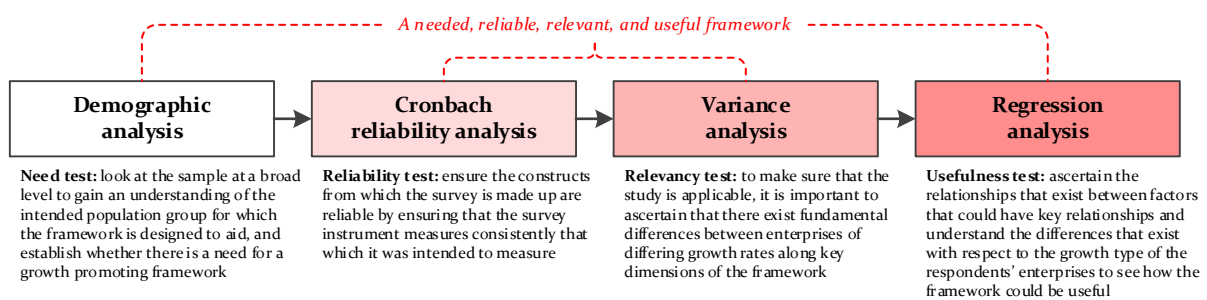 A needed, reliable, relevant, and useful framework
Demographic
analysis
Cronbach
reliability analysis
Variance
analysis
Regression
analysis
Need test: look at the sample at a broad
level to gain an understanding of the
intended population group for which
the framework is designed to aid, and
establish whether there is a need for a
growth promoting framework
Reliability test: ensure the constructs
from which the survey is made up are
reliable by ensuring that the survey
instrument measures consistently that
which it was intended to measure
Relevancy test: to make sure that the
study is applicable, it is important to
ascertain that there exist fundamental
differences between enterprises of
differing growth rates along key
dimensions of the framework
Usefulness test: ascertain the
relationships that exist between factors
that could have key relationships and
understand the differences that exist
with respect to the growth type of the
respondents' enterprises to see how the
framework could be useful